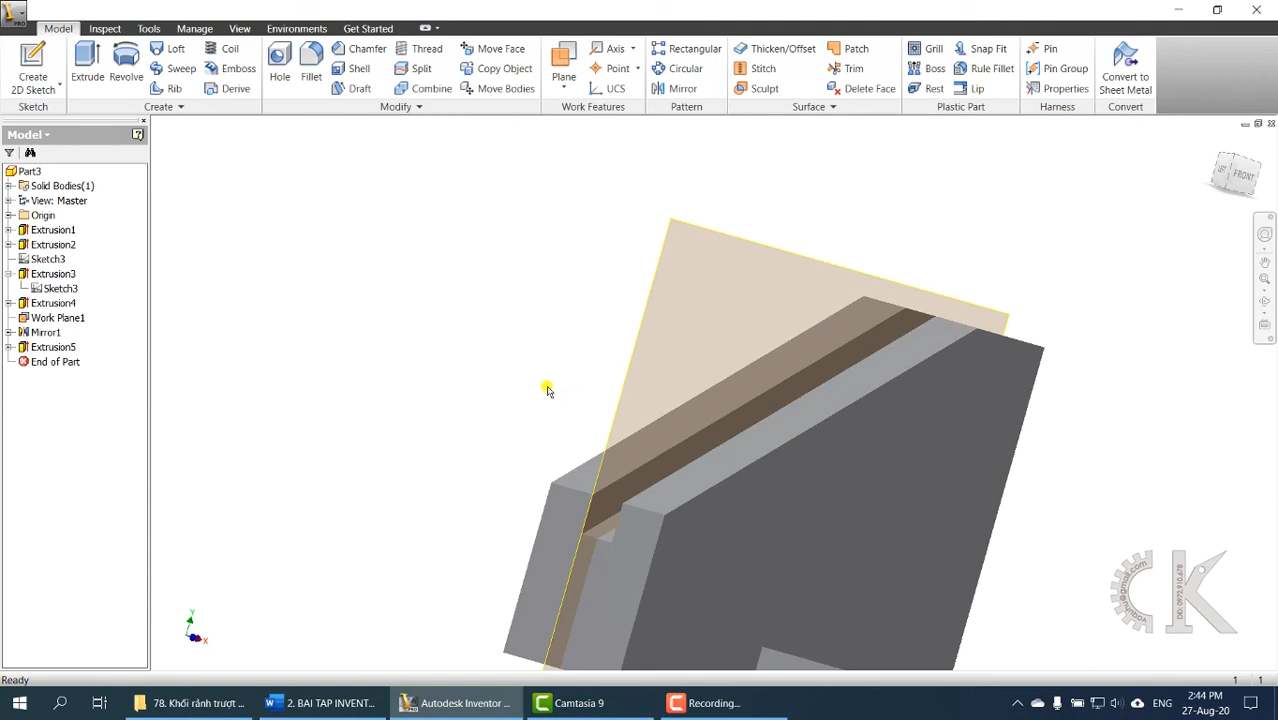 PRO
Model Inspect Tools Manage View Environments Get Started
Create 2D Sketch
Extrude Revolve Loft Coil
Sweep Emboss
Rib Derive
Hole Fillet Chamfer Thread Move Face
Shell Split Copy Object
Draft Combine Move Bodies
Plane Axis
Point
UCS
Rectangular
Circular
Mirror
Thicken/Offset Patch
Stitch Trim
Sculpt Delete Face
Grill Snap Fit
Boss Rule Fillet
Rest Lip
Pin
Pin Group
Properties
Convert to Sheet Metal
Sketch Create Modify Work Features Pattern Surface Plastic Part Harness Convert
Model
Part3
Solid Bodies(1)
View: Master
Origin
Extrusion1
Extrusion2
Sketch3
Extrusion3
Sketch3
Extrusion4
Work Plane1
Mirror1
Extrusion5
End of Part
FRONT
Y
X
DD: 0972.910.678
Ready 1 1
78. Khối rảnh trượt ... 2. BAI TAP INVENT... Autodesk Inventor ... Camtasia 9 Recording... ENG 2:44 PM
27-Aug-20